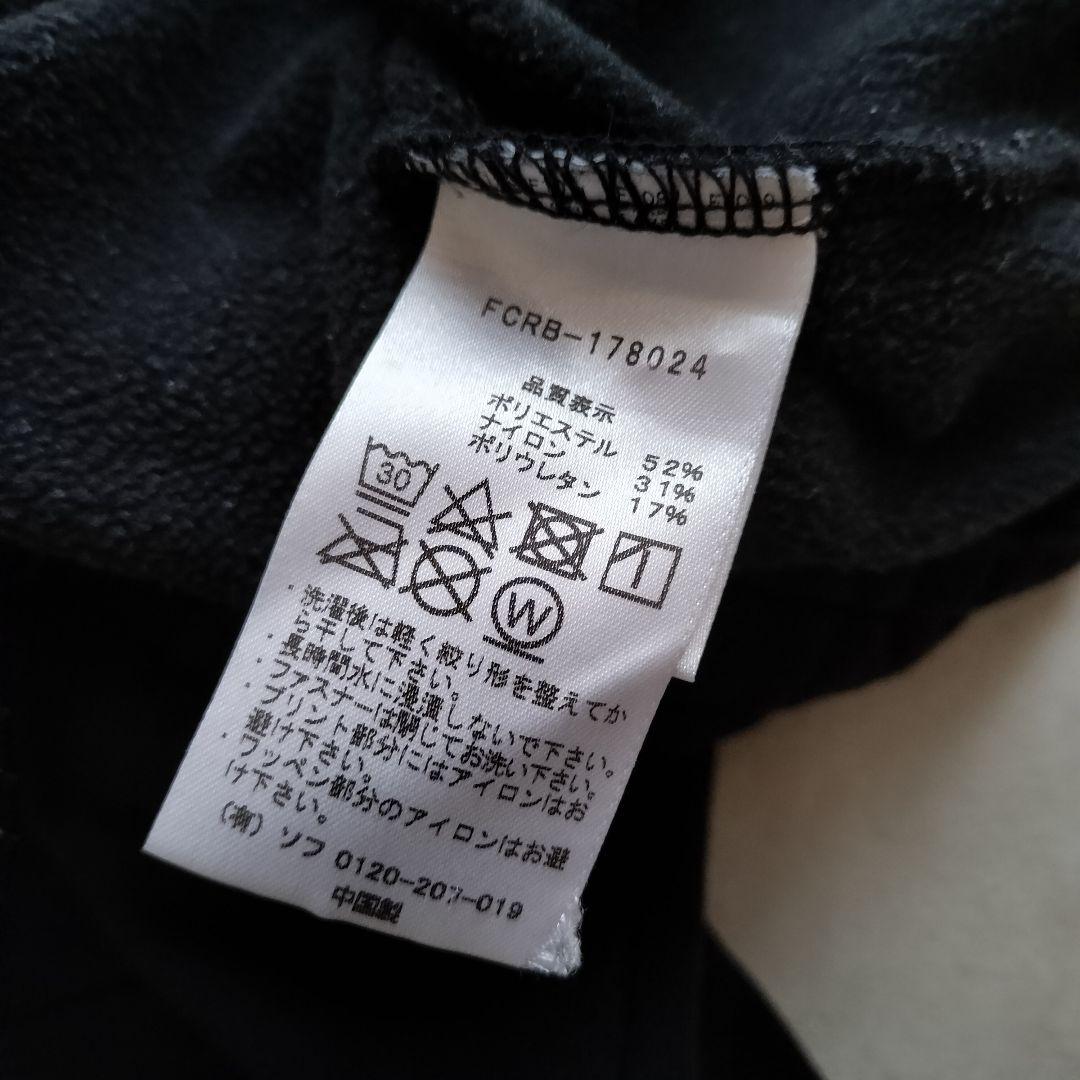 FCRB-178024
品質表示
ポリエステル 52%
ナイロン 31%
ポリウレタン 17%
30
W
・洗濯後は軽く絞り形を整えてか
ら干して下さい。
・長時間水に浸漬しないで下さい。
・ファスナーは閉じてお洗い下さい。
・プリント部分にはアイロンはお
避け下さい。
・ワッペン部分のアイロンはお避
け下さい。
(有) ソフ 0120-207-019
中国製